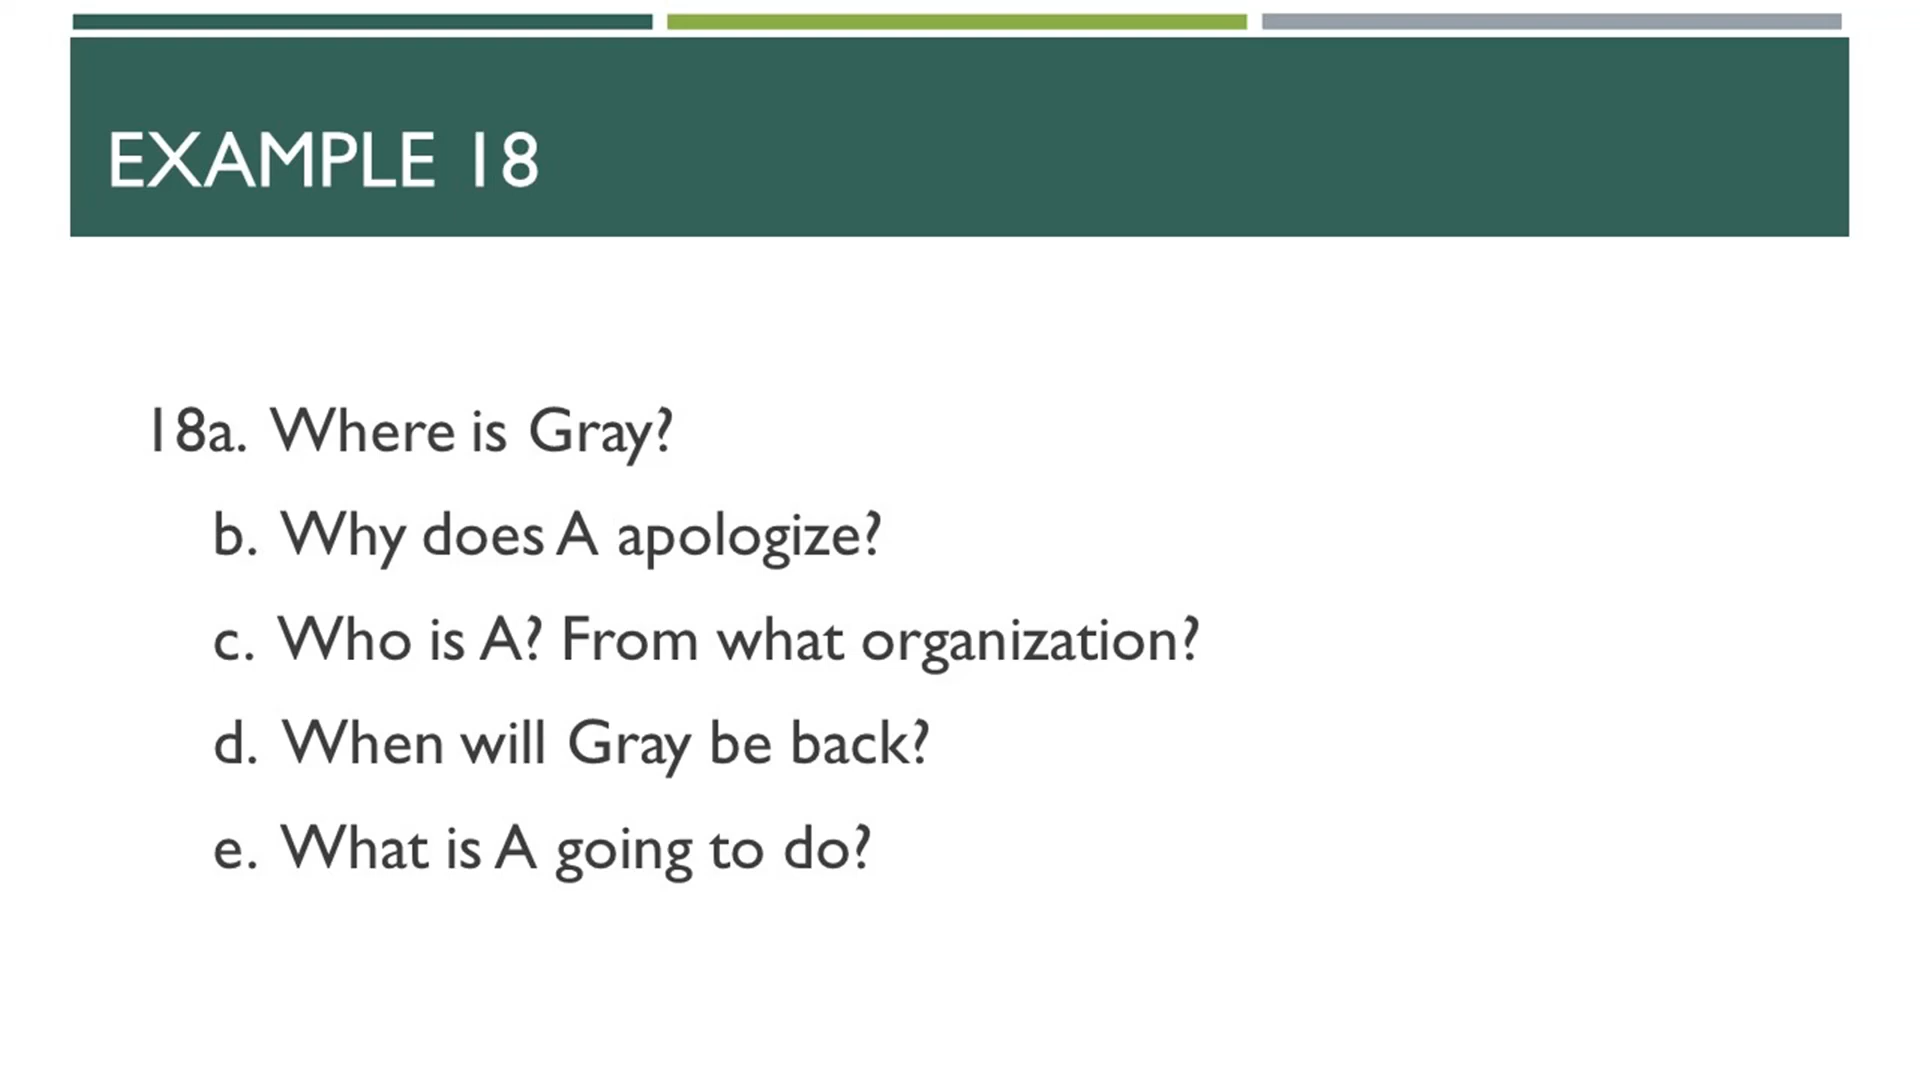 EXAMPLE 18
18a. Where is Gray?
b. Why does A apologize?
c. Who is A? From what organization?
d. When will Gray be back?
e. What is A going to do?